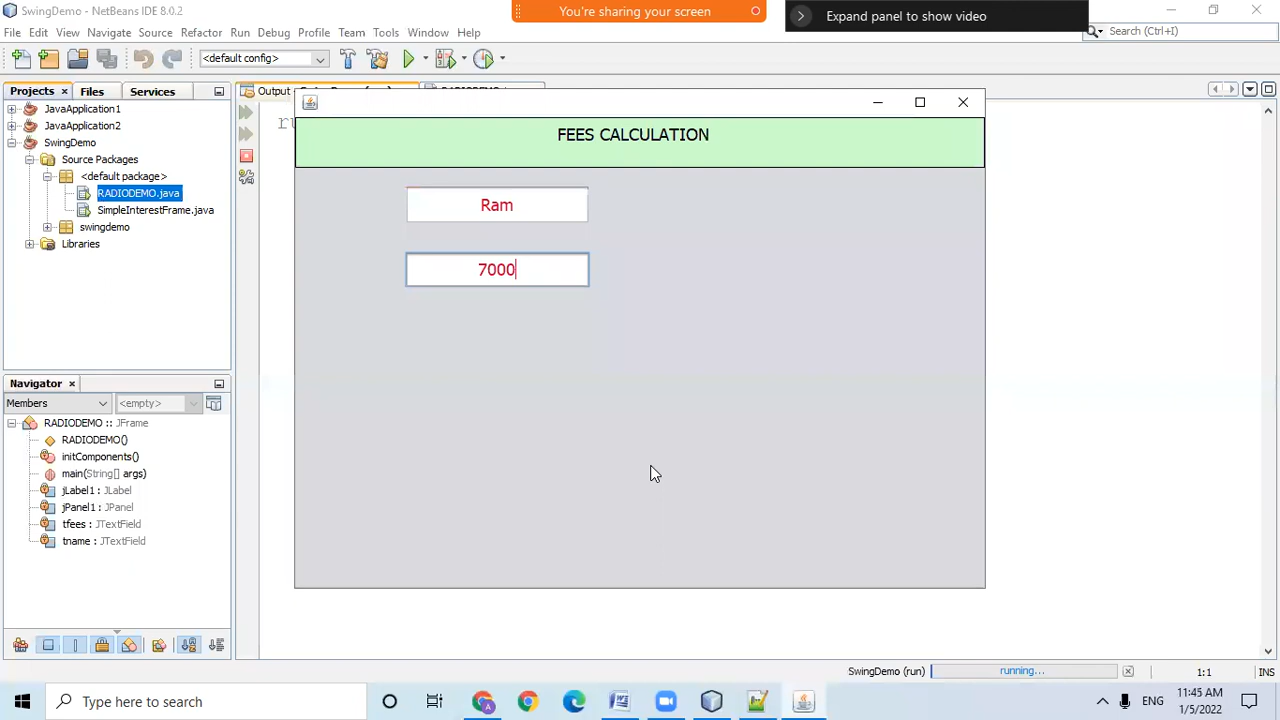 SwingDemo - NetBeans IDE 8.0.2
You're sharing your screen
Expand panel to show video
File Edit View Navigate Source Refactor Run Debug Profile Team Tools Window Help
Search (Ctrl+I)
<default config>
Projects Files Services
Output
JavaApplication1
JavaApplication2
SwingDemo
Source Packages
<default package>
RADIODEMO.java
SimpleInterestFrame.java
swingdemo
Libraries
FEES CALCULATION
Ram
7000
Navigator
Members <empty>
RADIODEMO :: JFrame
RADIODEMO()
initComponents()
main(String[] args)
jLabel1 : JLabel
jPanel1 : JPanel
tfees : JTextField
tname : JTextField
SwingDemo (run) running... 1:1 INS
Type here to search
ENG
11:45 AM
1/5/2022